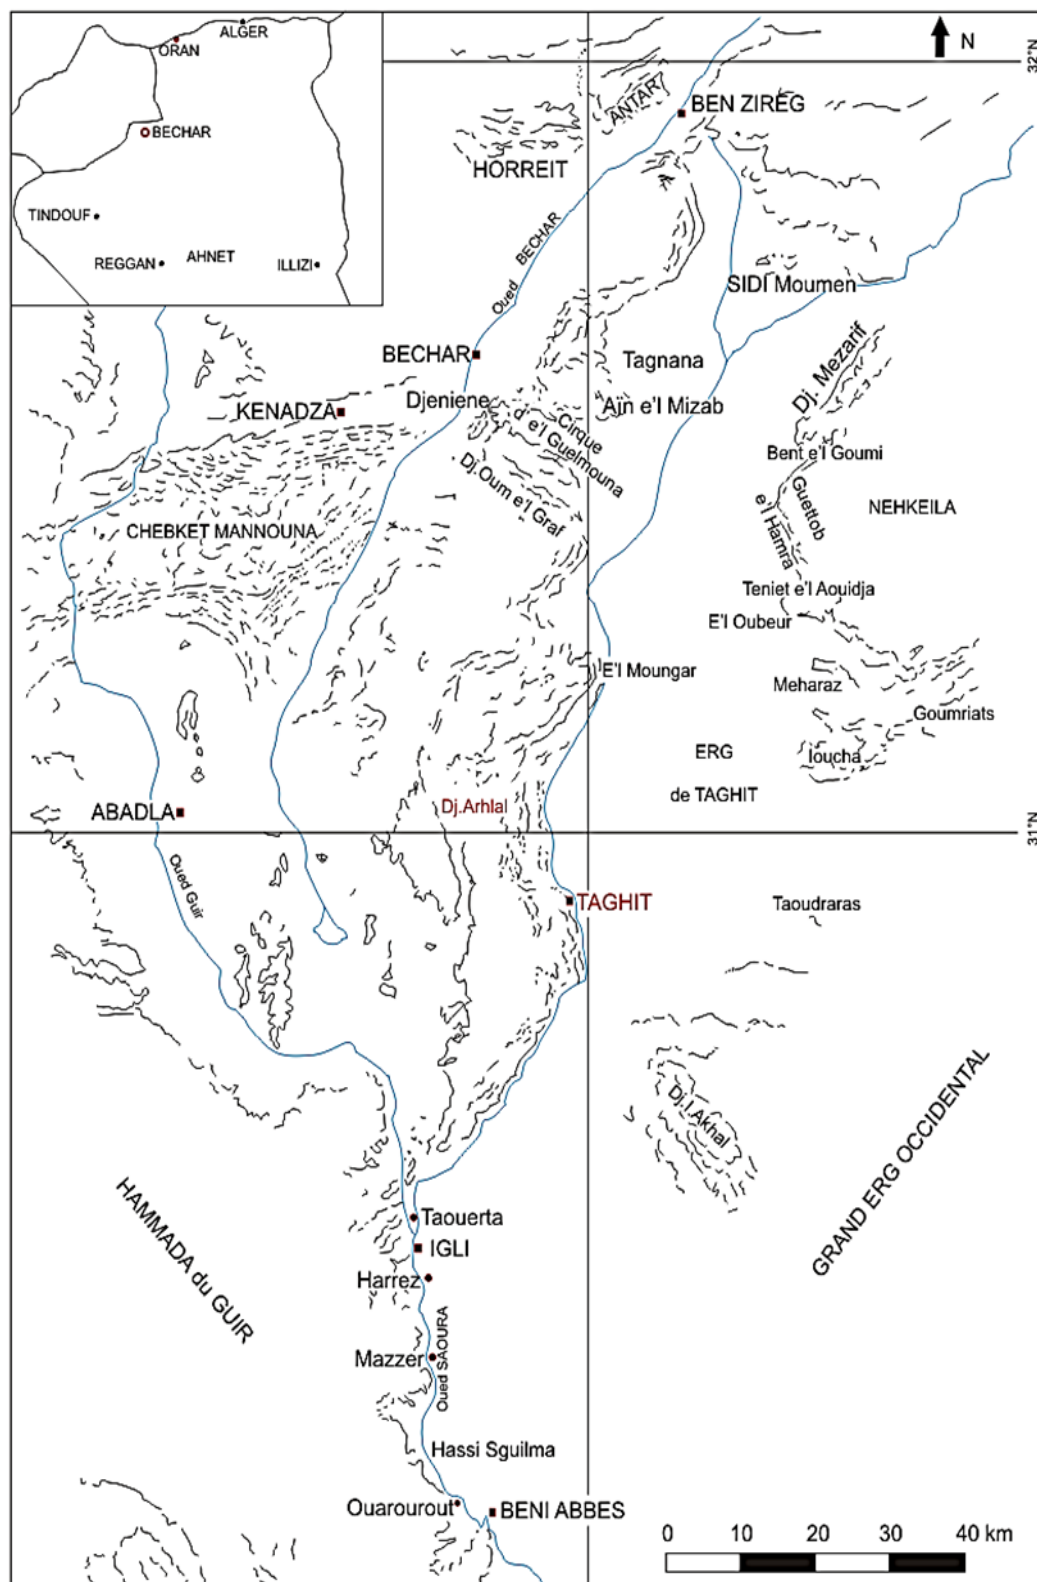 ALGER
ORAN
BECHAR
TINDOUF
REGGAN
AHNET
ILLIZI
N
32°N
ANTAR
BEN ZIREG
HORREIT
Oued BECHAR
SIDI Moumen
BECHAR
Tagnana
Dj. Mezarif
Djeniene
KENADZA
Ain e'l Mizab
Cirque
d'e'l Guelmouna
Bent e'l Goumi
Dj.Oum e'l Graf
Guettob
e'l Hamra
NEHKEILA
CHEBKET MANNOUNA
Teniet e'l Aouidja
E'l Oubeur
E'l Moungar
Meharaz
Goumriats
ERG
Ioucha
de TAGHIT
Dj.Arhlal
ABADLA
31°N
Oued Guir
TAGHIT
Taoudraras
Dj.l.Akhal
GRAND ERG OCCIDENTAL
HAMMADA du GUIR
Taouerta
IGLI
Harrez
Oued SAOURA
Mazzer
Hassi Sguilma
Ouarourout
BENI ABBES
0 10 20 30 40 km